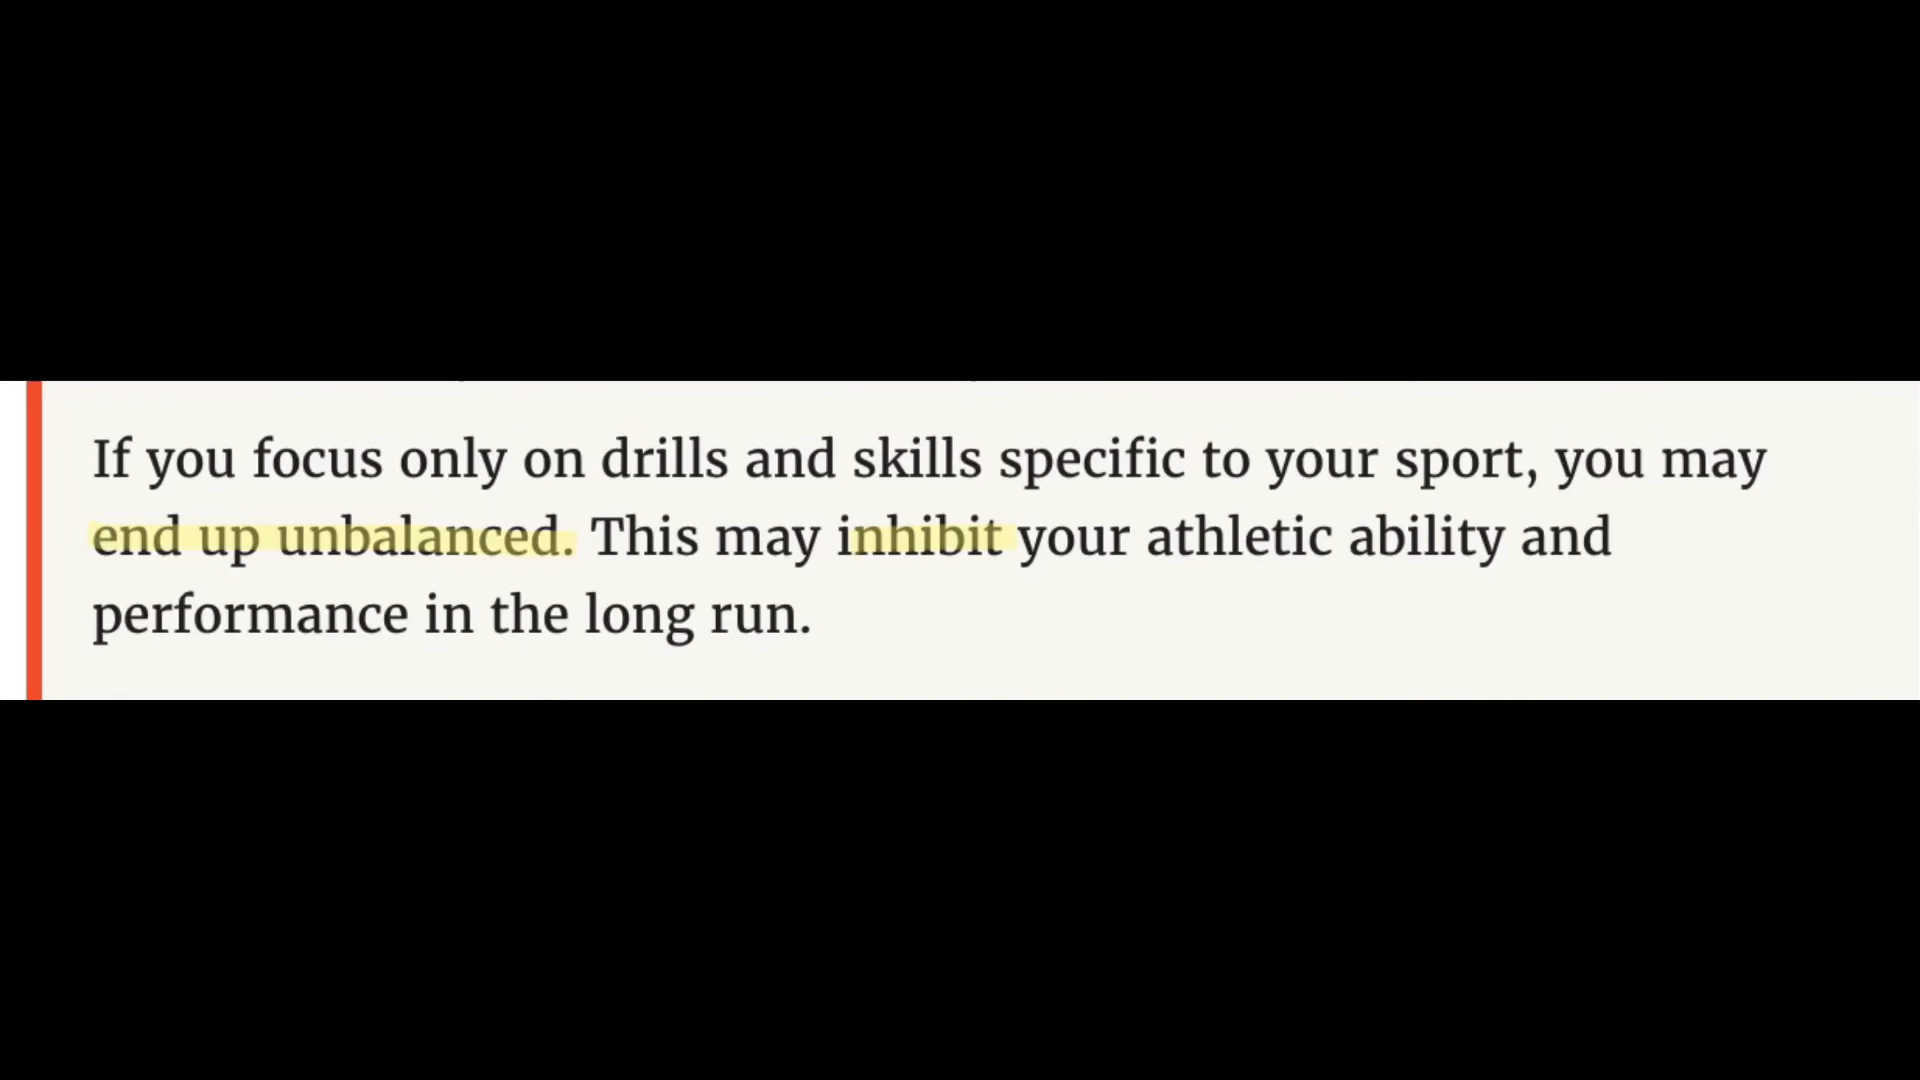 If you focus only on drills and skills specific to your sport, you may
end up unbalanced. This may inhibit your athletic ability and
performance in the long run.